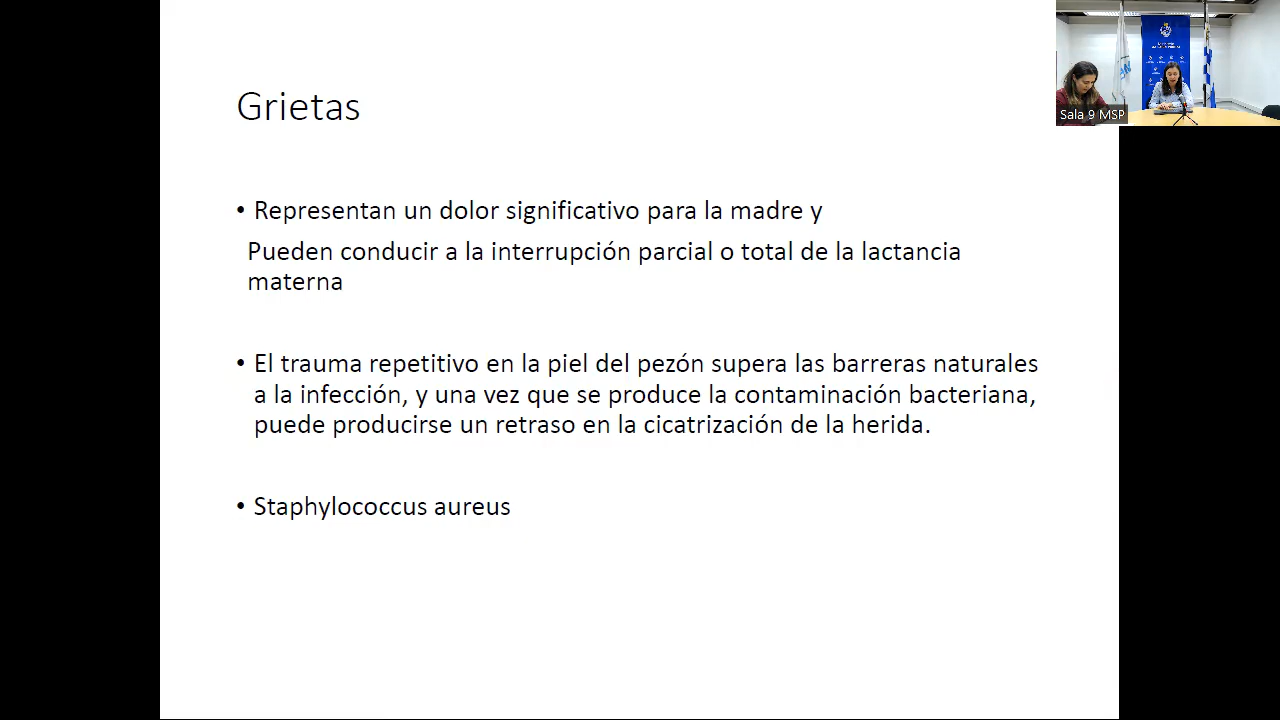 Grietas
• Representan un dolor significativo para la madre y
Pueden conducir a la interrupción parcial o total de la lactancia
materna
• El trauma repetitivo en la piel del pezón supera las barreras naturales
a la infección, y una vez que se produce la contaminación bacteriana,
puede producirse un retraso en la cicatrización de la herida.
• Staphylococcus aureus
Sala 9 MSP